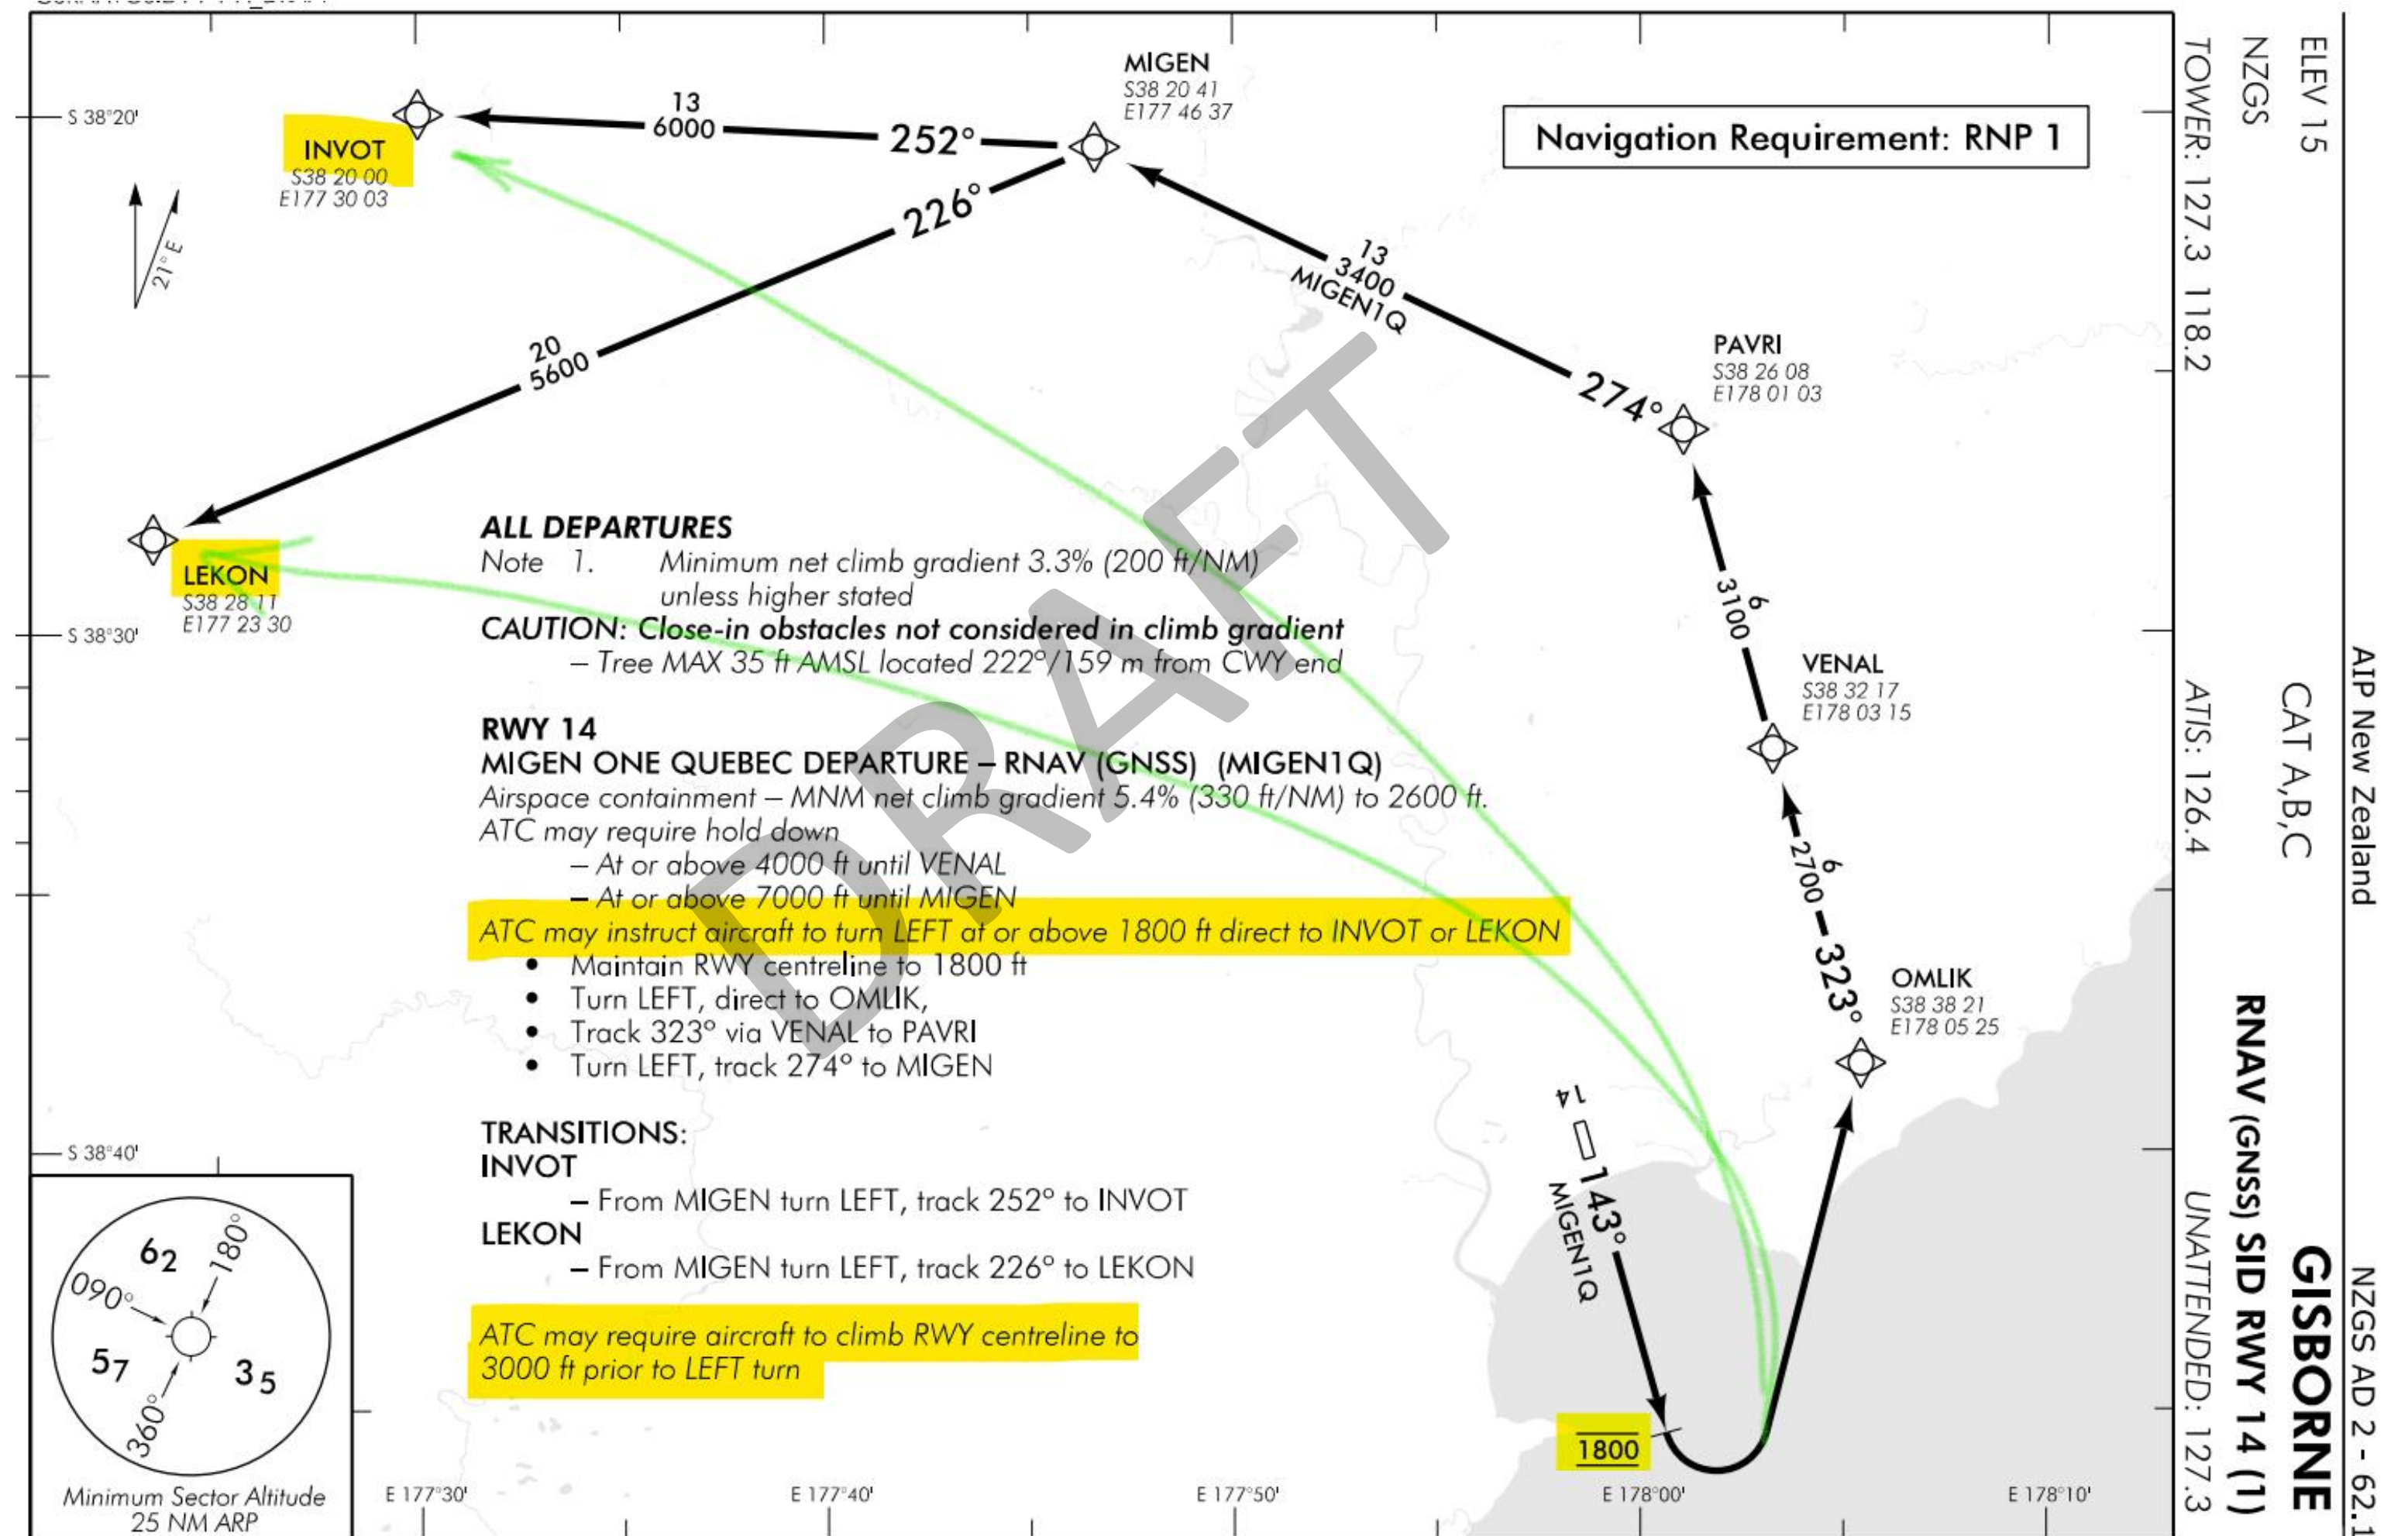 MIGEN
S38 20 41
E177 46 37
S 38°20'
INVOT
S38 20 00
E177 30 03
13
6000
252°
Navigation Requirement: RNP 1
21° E
226°
13
3400
MIGEN1Q
274°
20
5600
PAVRI
S38 26 08
E178 01 03
6
3100
LEKON
S38 28 11
E177 23 30
S 38°30'
ALL DEPARTURES
Note 1. Minimum net climb gradient 3.3% (200 ft/NM)
unless higher stated
CAUTION: Close-in obstacles not considered in climb gradient
– Tree MAX 35 ft AMSL located 222°/159 m from CWY end
VENAL
S38 32 17
E178 03 15
RWY 14
MIGEN ONE QUEBEC DEPARTURE – RNAV (GNSS) (MIGEN1Q)
Airspace containment – MNM net climb gradient 5.4% (330 ft/NM) to 2600 ft.
ATC may require hold down
– At or above 4000 ft until VENAL
– At or above 7000 ft until MIGEN
ATC may instruct aircraft to turn LEFT at or above 1800 ft direct to INVOT or LEKON
• Maintain RWY centreline to 1800 ft
• Turn LEFT, direct to OMLIK,
• Track 323° via VENAL to PAVRI
• Turn LEFT, track 274° to MIGEN
6
2700
323°
OMLIK
S38 38 21
E178 05 25
DRAFT
TRANSITIONS:
INVOT
– From MIGEN turn LEFT, track 252° to INVOT
LEKON
– From MIGEN turn LEFT, track 226° to LEKON
ATC may require aircraft to climb RWY centreline to
3000 ft prior to LEFT turn
14
143°
MIGEN1Q
1800
S 38°40'
62
180°
090°
57
35
360°
Minimum Sector Altitude
25 NM ARP
E 177°30'
E 177°40'
E 177°50'
E 178°00'
E 178°10'
AIP New Zealand
NZGS AD 2 - 62.1
ELEV 15
NZGS
CAT A,B,C
GISBORNE
RNAV (GNSS) SID RWY 14 (1)
TOWER: 127.3 118.2
ATIS: 126.4
UNATTENDED: 127.3